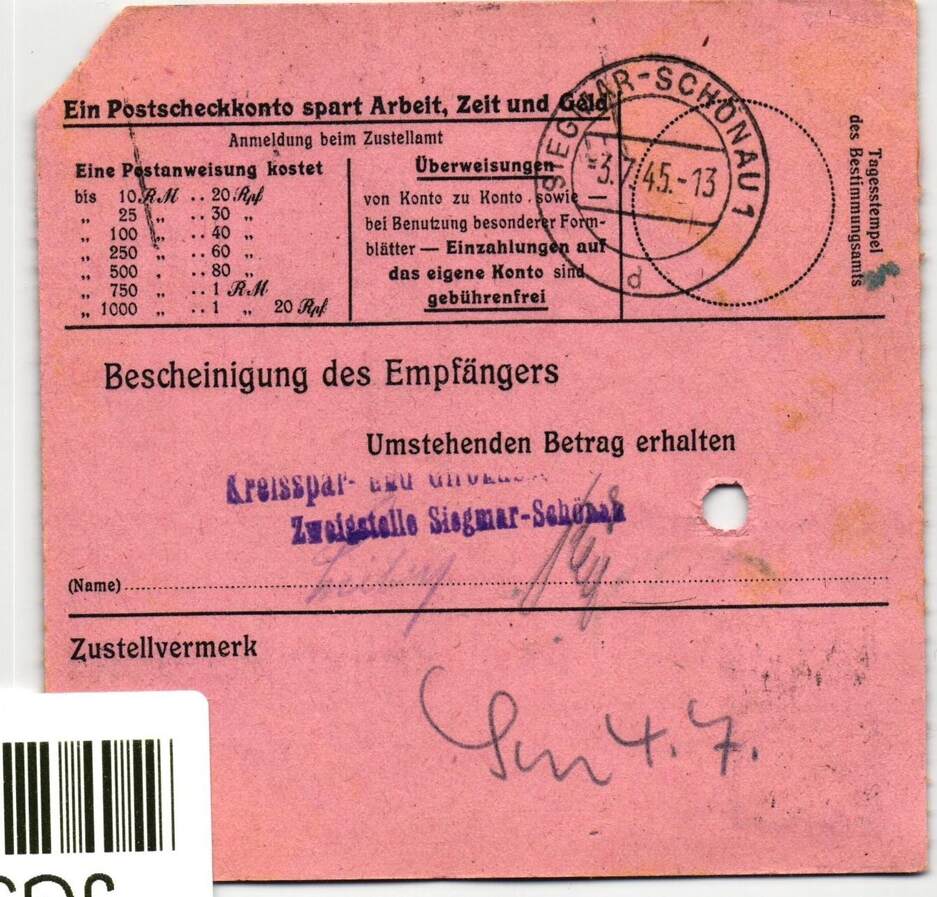 Ein Postscheckkonto spart Arbeit, Zeit und Geld
Anmeldung beim Zustellamt
Eine Postanweisung kostet
bis 10 RM .. 20 Rpf
„ 25 „ .. 30 „
„ 100 „ .. 40 „
„ 250 „ .. 60 „
„ 500 „ .. 80 „
„ 750 „ .. 1 RM
„ 1000 „ .. 1 „ 20 Rpf
Überweisungen
von Konto zu Konto sowie —
bei Benutzung besonderer Form-
blätter — Einzahlungen auf
das eigene Konto sind
gebührenfrei
SIEGMAR-SCHÖNAU 1
-3.7.45.-13
d
Tagesstempel
des Bestimmungsamts
Bescheinigung des Empfängers
Umstehenden Betrag erhalten
Kreisspar- und
Zweigstelle Siegmar-Schönau
(Name)
Zustellvermerk
4. 7.